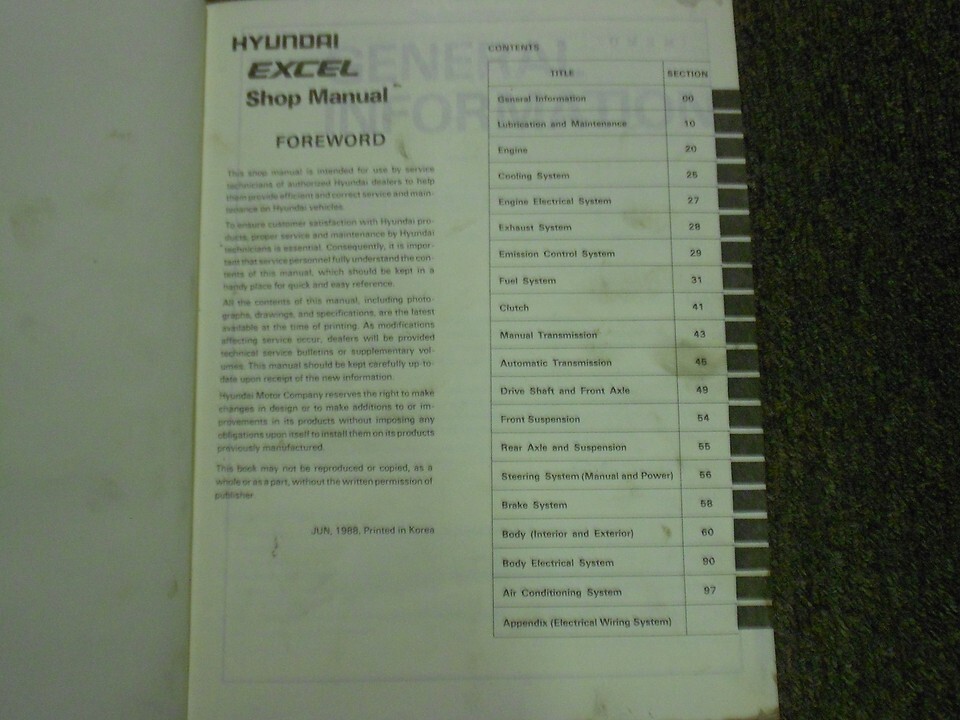 HYUNDAI
EXCEL
Shop Manual
FOREWORD
This shop manual is intended for use by service
technicians of authorized Hyundai dealers to help
them provide efficient and correct service and main-
tenance on Hyundai vehicles.
To ensure customer satisfaction with Hyundai pro-
ducts, proper service and maintenance by Hyundai
technicians is essential. Consequently, it is impor-
tant that service personnel fully understand the con-
tents of this manual, which should be kept in a
handy place for quick and easy reference.
All the contents of this manual, including photo-
graphs, drawings, and specifications, are the latest
available at the time of printing. As modifications
affecting service occur, dealers will be provided
technical service bulletins or supplementary vol-
umes. This manual should be kept carefully up-to-
date upon receipt of the new information.
Hyundai Motor Company reserves the right to make
changes in design or to make additions to or im-
provements in its products without imposing any
obligations upon itself to install them on its products
previously manufactured.
This book may not be reproduced or copied, as a
whole or as a part, without the written permission of
publisher.
JUN, 1988. Printed in Korea
CONTENTS
TITLE SECTION
General Information 00
Lubrication and Maintenance 10
Engine 20
Cooling System 25
Engine Electrical System 27
Exhaust System 28
Emission Control System 29
Fuel System 31
Clutch 41
Manual Transmission 43
Automatic Transmission 45
Drive Shaft and Front Axle 49
Front Suspension 54
Rear Axle and Suspension 55
Steering System (Manual and Power) 56
Brake System 58
Body (Interior and Exterior) 60
Body Electrical System 90
Air Conditioning System 97
Appendix (Electrical Wiring System)
GENERAL
INFORMATION